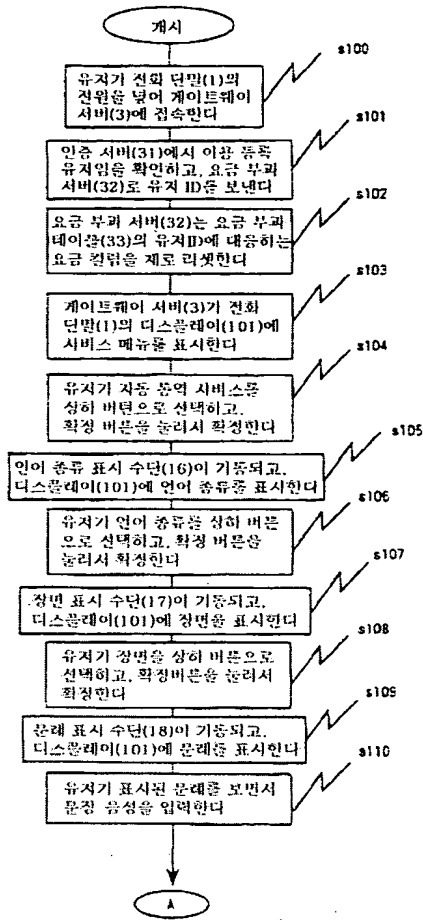 개시
s100
유저가 전화 단말(1)의
전원을 넣어 게이트웨이
서버(3)에 접속한다
s101
인증 서버(31)에서 이용 등록
유저임을 확인하고, 요금 부과
서버(32)로 유저 ID를 보낸다
s102
요금 부과 서버(32)는 요금 부과
테이블(33)의 유저ID에 대응하는
요금 컬럼을 제로 리셋한다
s103
게이트웨이 서버(3)가 전화
단말(1)의 디스플레이(101)에
서비스 메뉴를 표시한다
s104
유저가 자동 통역 서비스를
상하 버튼으로 선택하고,
확정 버튼을 눌러서 확정한다
s105
언어 종류 표시 수단(16)이 기동되고,
디스플레이(101)에 언어 종류를 표시한다
s106
유저가 언어 종류를 상하 버튼
으로 선택하고, 확정 버튼을
눌러서 확정한다
s107
장면 표시 수단(17)이 기동되고,
디스플레이(101)에 장면을 표시한다
s108
유저가 장면을 상하 버튼으로
선택하고, 확정버튼을 눌러서
확정한다
s109
문례 표시 수단(18)이 기동되고,
디스플레이(101)에 문례를 표시한다
s110
유저가 표시된 문례를 보면서
문장 음성을 입력한다
A